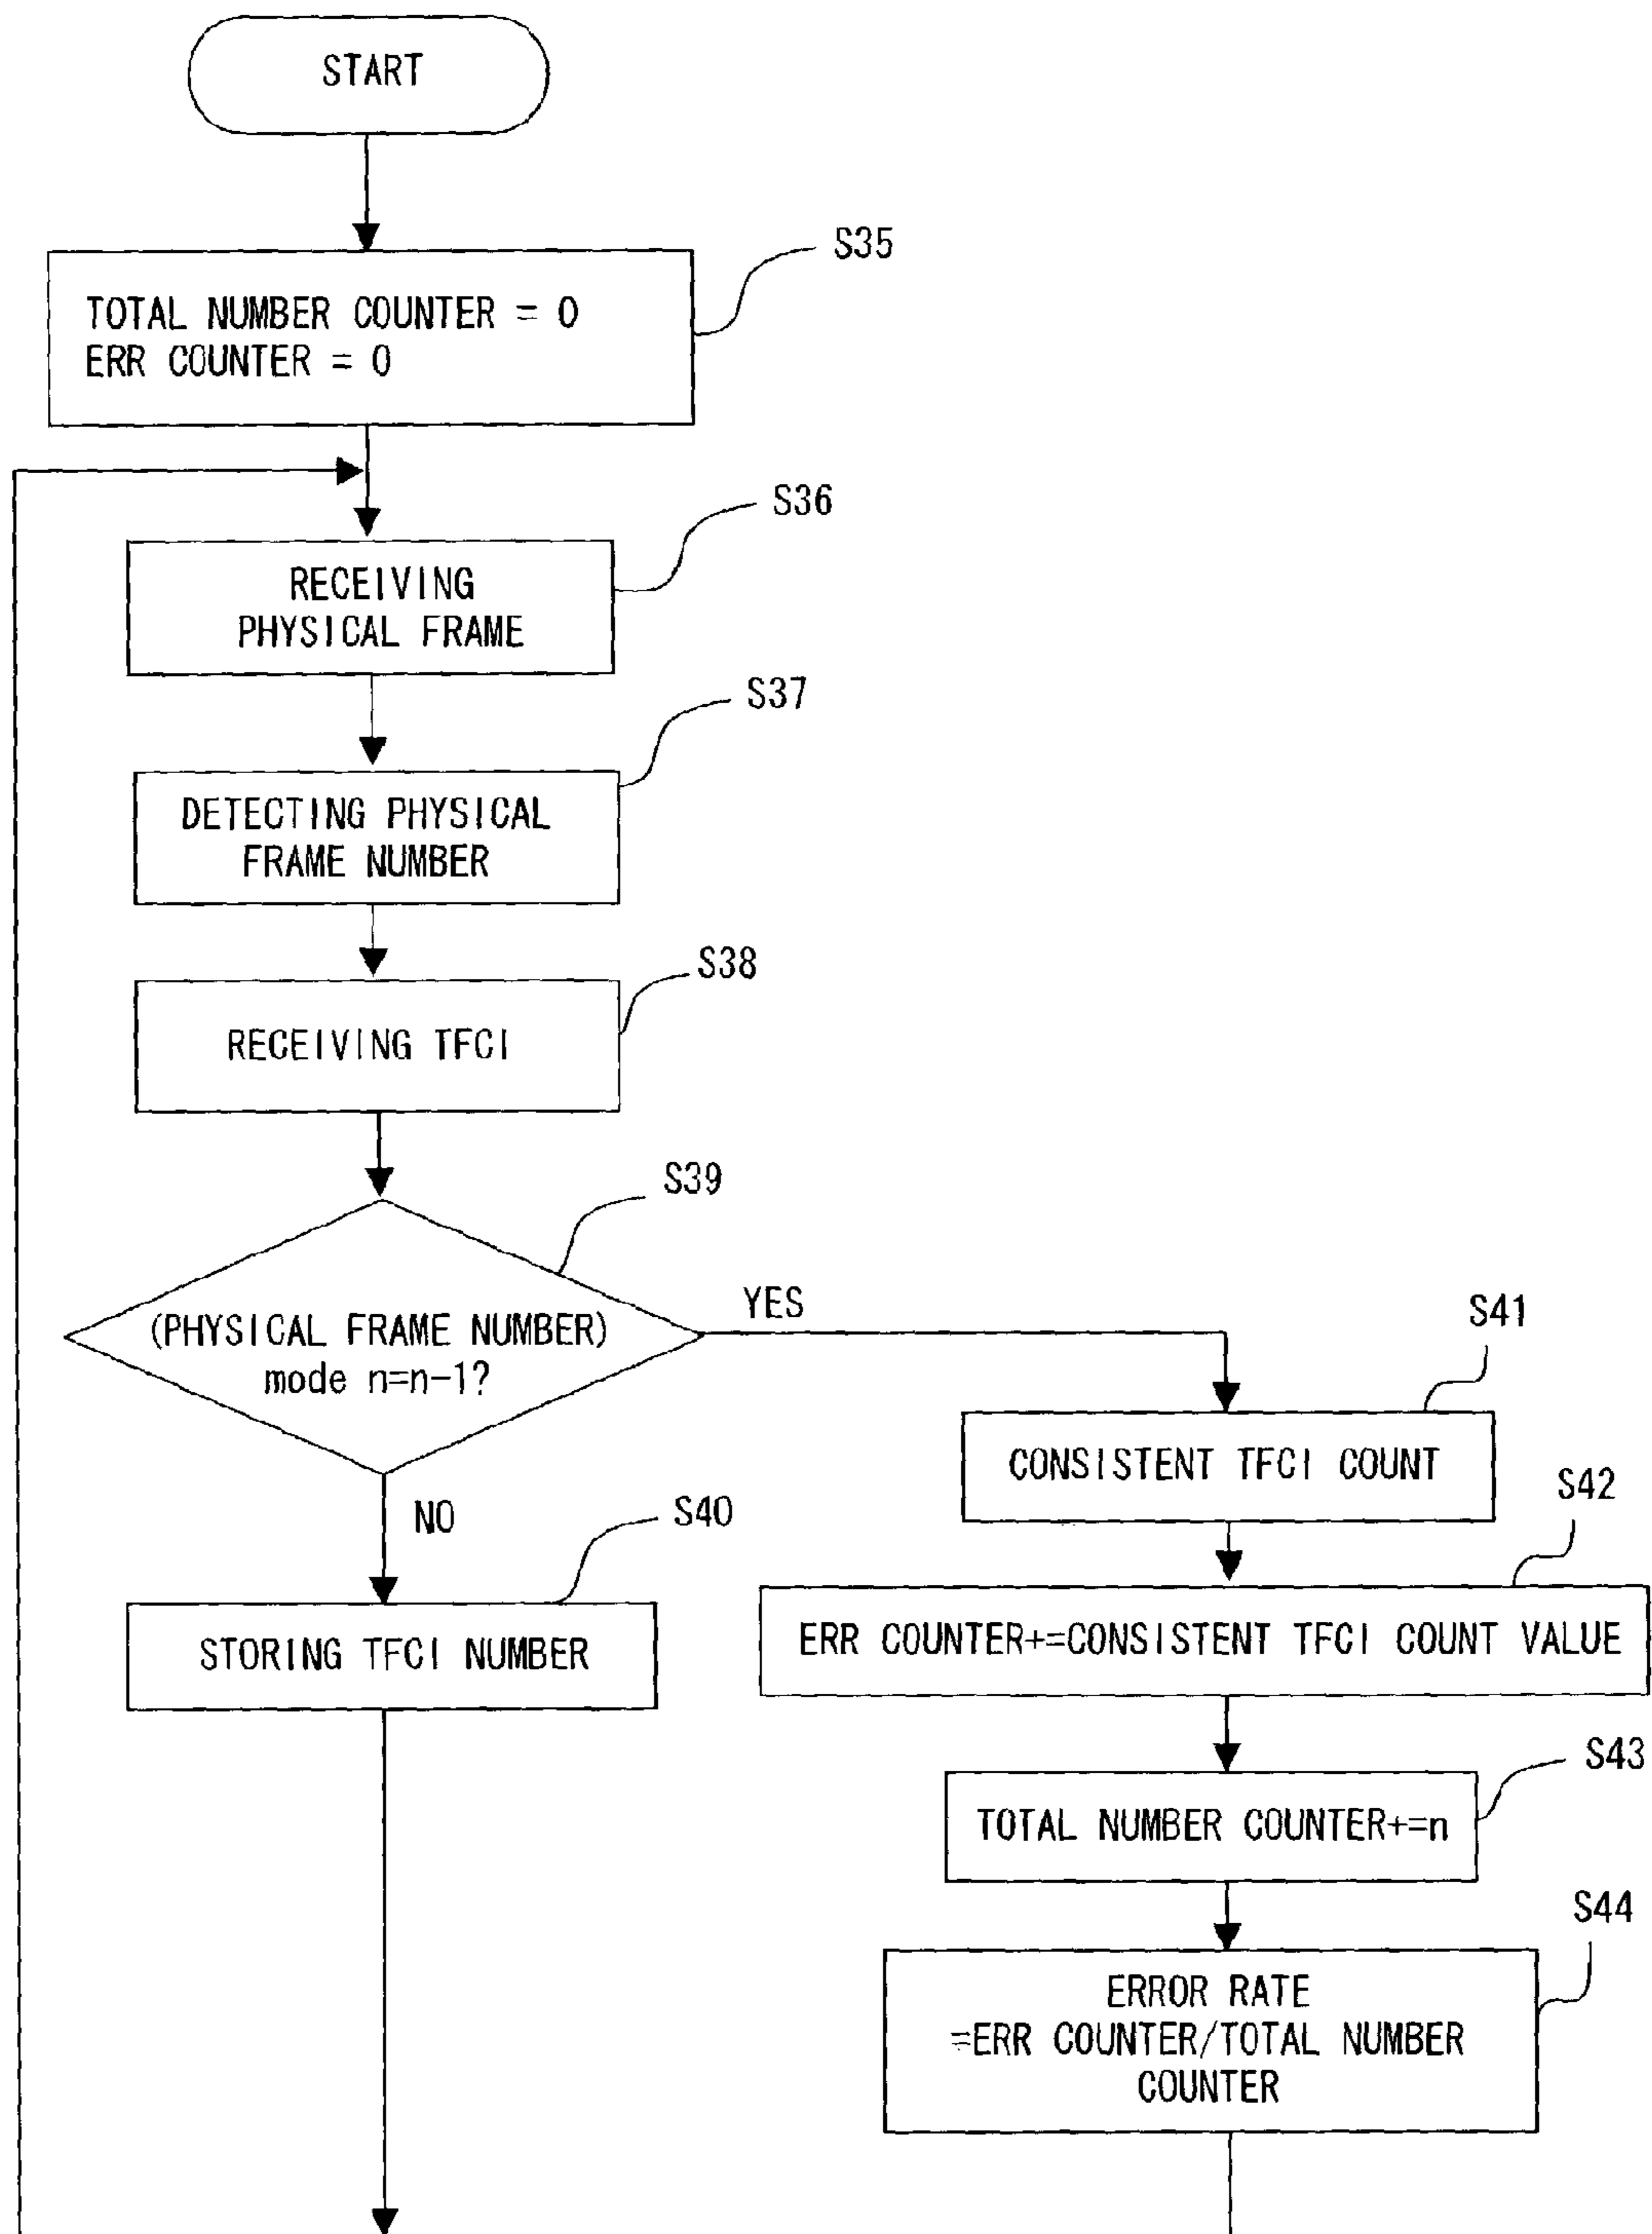 START
S35
TOTAL NUMBER COUNTER = 0
ERR COUNTER = 0
S36
RECEIVING
PHYSICAL FRAME
S37
DETECTING PHYSICAL
FRAME NUMBER
S38
RECEIVING TFCI
S39
(PHYSICAL FRAME NUMBER)
mode n=n-1?
YES
NO
S40
STORING TFCI NUMBER
S41
CONSISTENT TFCI COUNT
S42
ERR COUNTER+=CONSISTENT TFCI COUNT VALUE
S43
TOTAL NUMBER COUNTER+=n
S44
ERROR RATE
=ERR COUNTER/TOTAL NUMBER
COUNTER